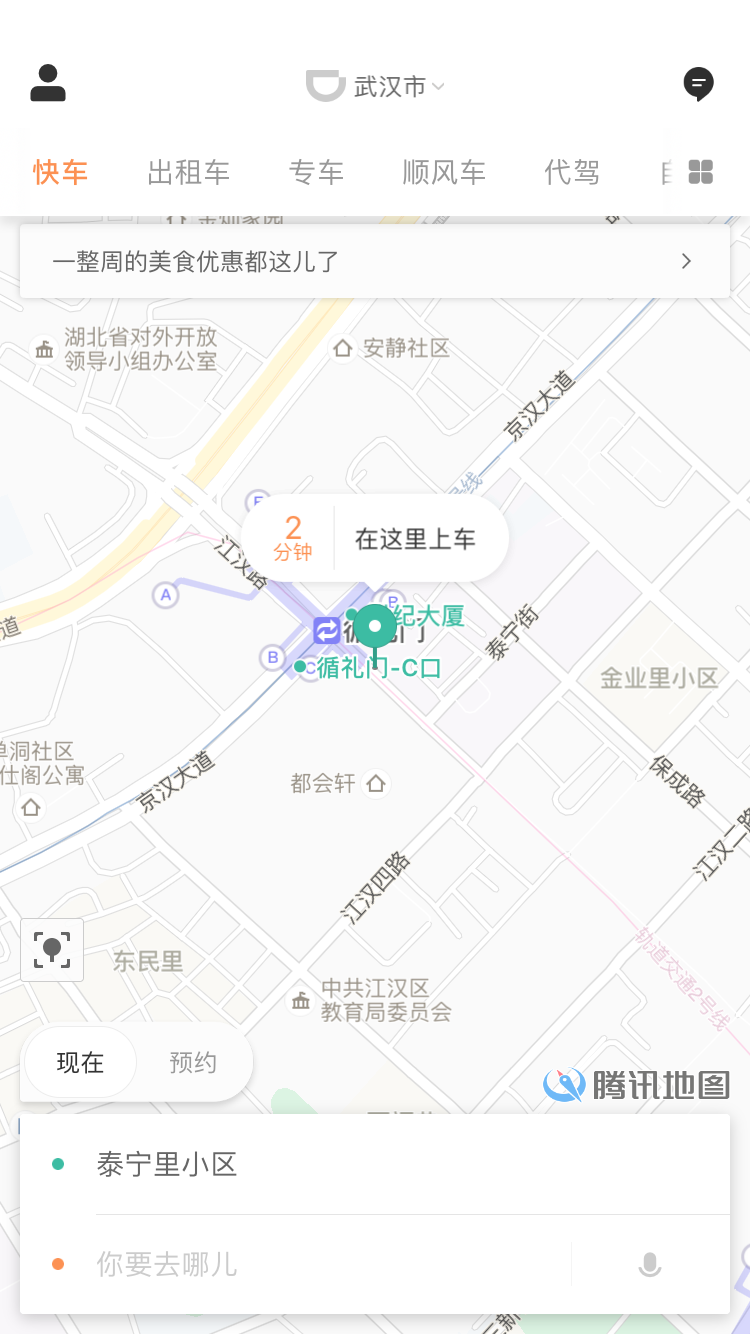 武汉市
快车
出租车
专车
顺风车
代驾
一整周的美食优惠都这儿了
湖北省对外开放
领导小组办公室
安静社区
京汉大道
2
分钟
在这里上车
江汉路
A
B
纪大厦
循礼门
B
C
循礼门-C口
泰宁街
金业里小区
单洞社区
仕阁公寓
京汉大道
都会轩
保成路
江汉二路
江汉四路
东民里
轨道交通2号线
中共江汉区
教育局委员会
现在
预约
腾讯地图
泰宁里小区
你要去哪儿